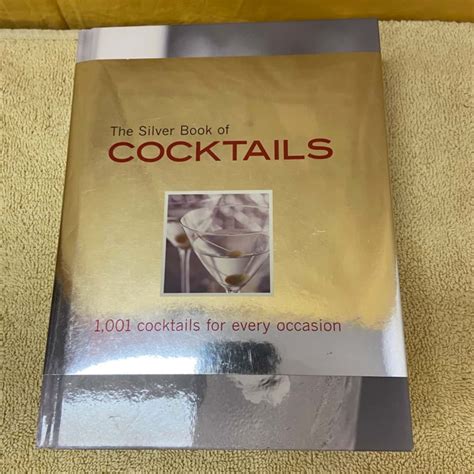 The Silver Book of
COCKTAILS
1,001 cocktails for every occasion